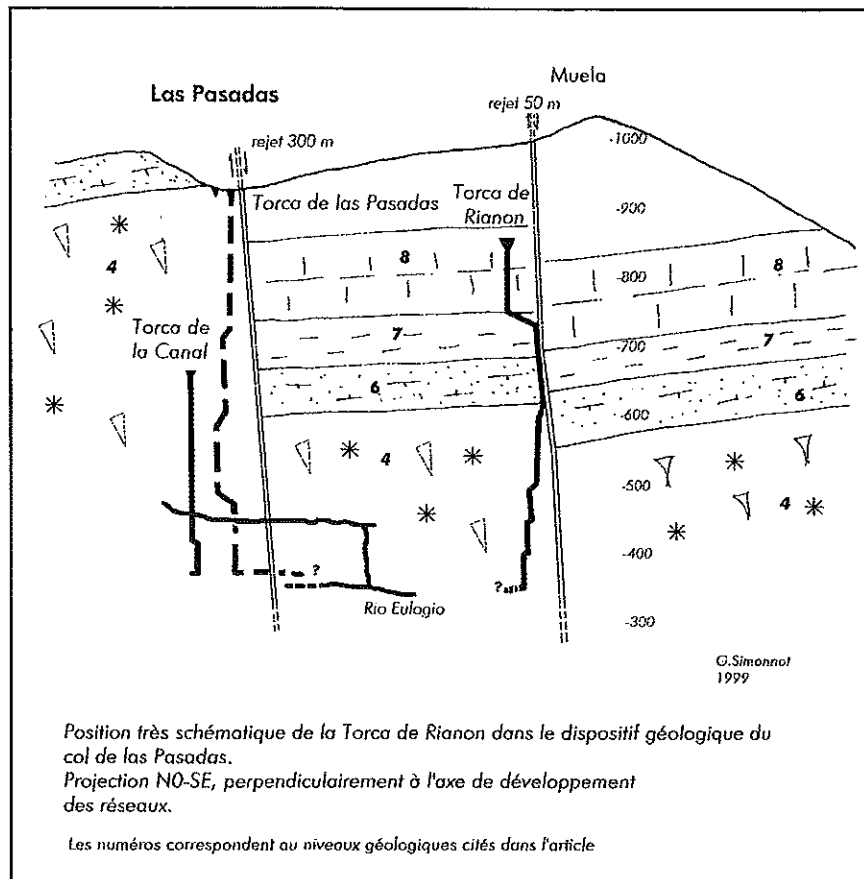 Muela
Las Pasadas
rejet 50 m
rejet 300 m
-1000
Torca de las Pasadas
Torca de
Rianon
-900
8
8
4
-800
Torca de
la Canal
7
-700
7
6
-600
6
4
-500
4
-400
?
?
Rio Eulogio
-300
G.Simonnot
1999
Position très schématique de la Torca de Rianon dans le dispositif géologique du
col de las Pasadas.
Projection NO-SE, perpendiculairement à l'axe de développement
des réseaux.
Les numéros correspondent au niveaux géologiques cités dans l'article